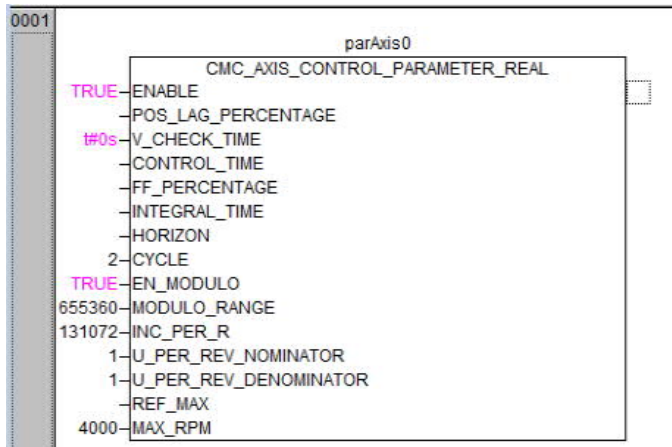 0001
parAxis0
CMC_AXIS_CONTROL_PARAMETER_REAL
TRUE ENABLE
POS_LAG_PERCENTAGE
t#0s V_CHECK_TIME
CONTROL_TIME
FF_PERCENTAGE
INTEGRAL_TIME
HORIZON
2 CYCLE
TRUE EN_MODULO
655360 MODULO_RANGE
131072 INC_PER_R
1 U_PER_REV_NOMINATOR
1 U_PER_REV_DENOMINATOR
REF_MAX
4000 MAX_RPM